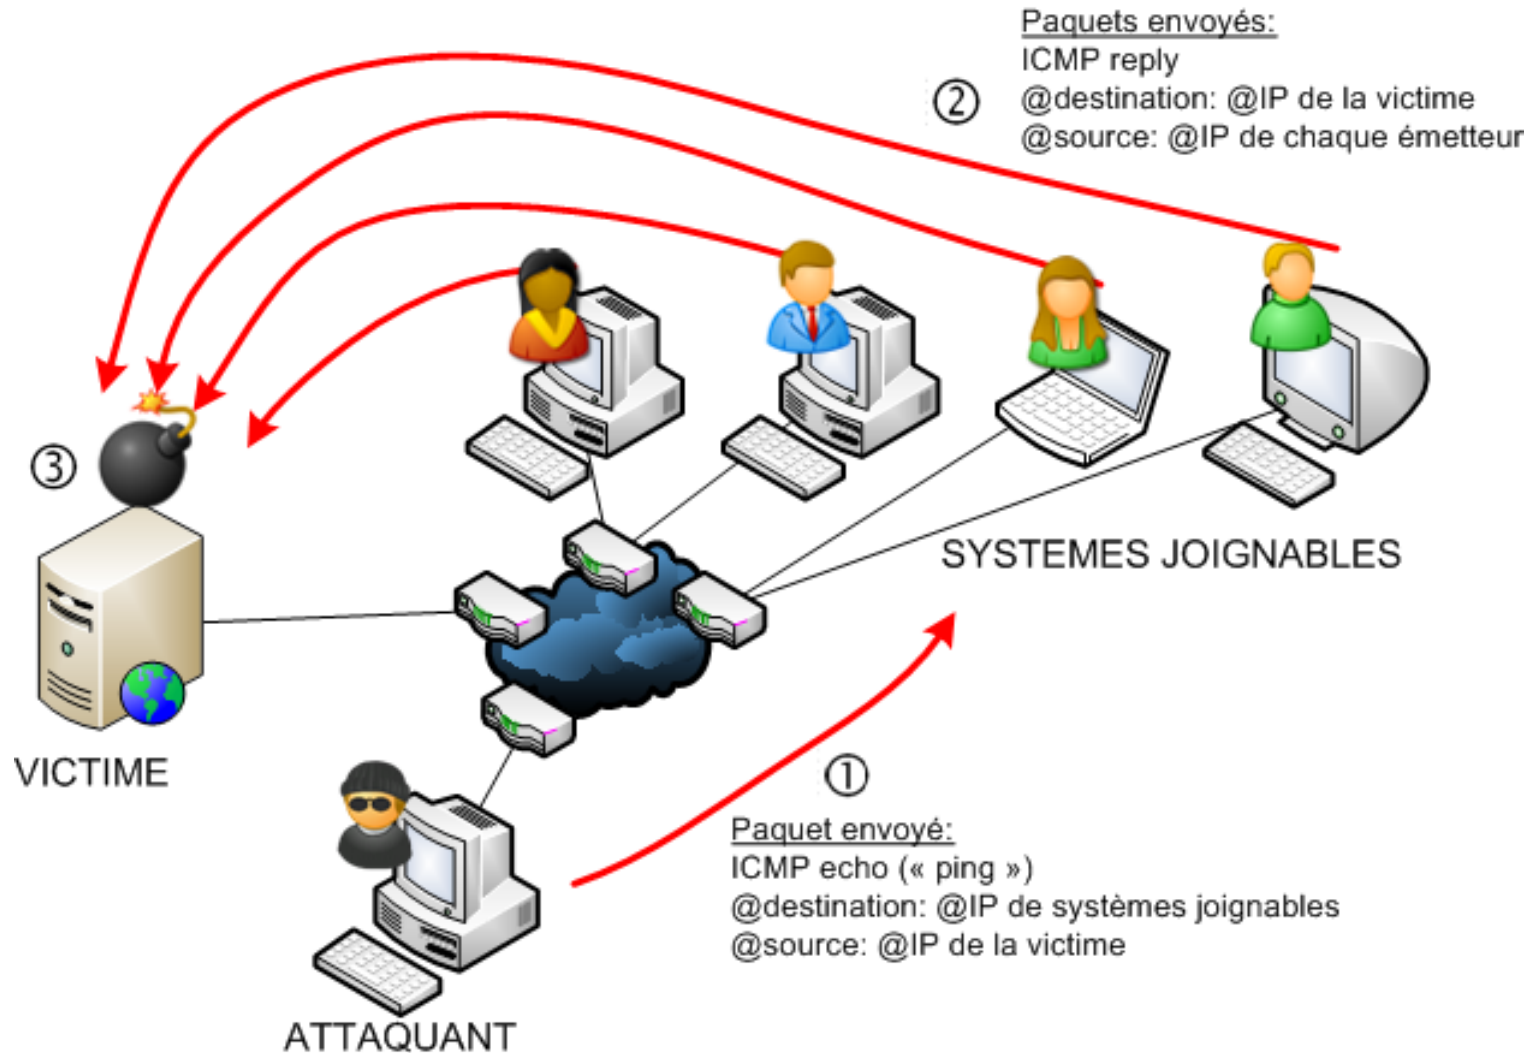 Paquets envoyés:
ICMP reply
@destination: @IP de la victime
@source: @IP de chaque émetteur
②
③
SYSTEMES JOIGNABLES
VICTIME
①
Paquet envoyé:
ICMP echo (« ping »)
@destination: @IP de systèmes joignables
@source: @IP de la victime
ATTAQUANT